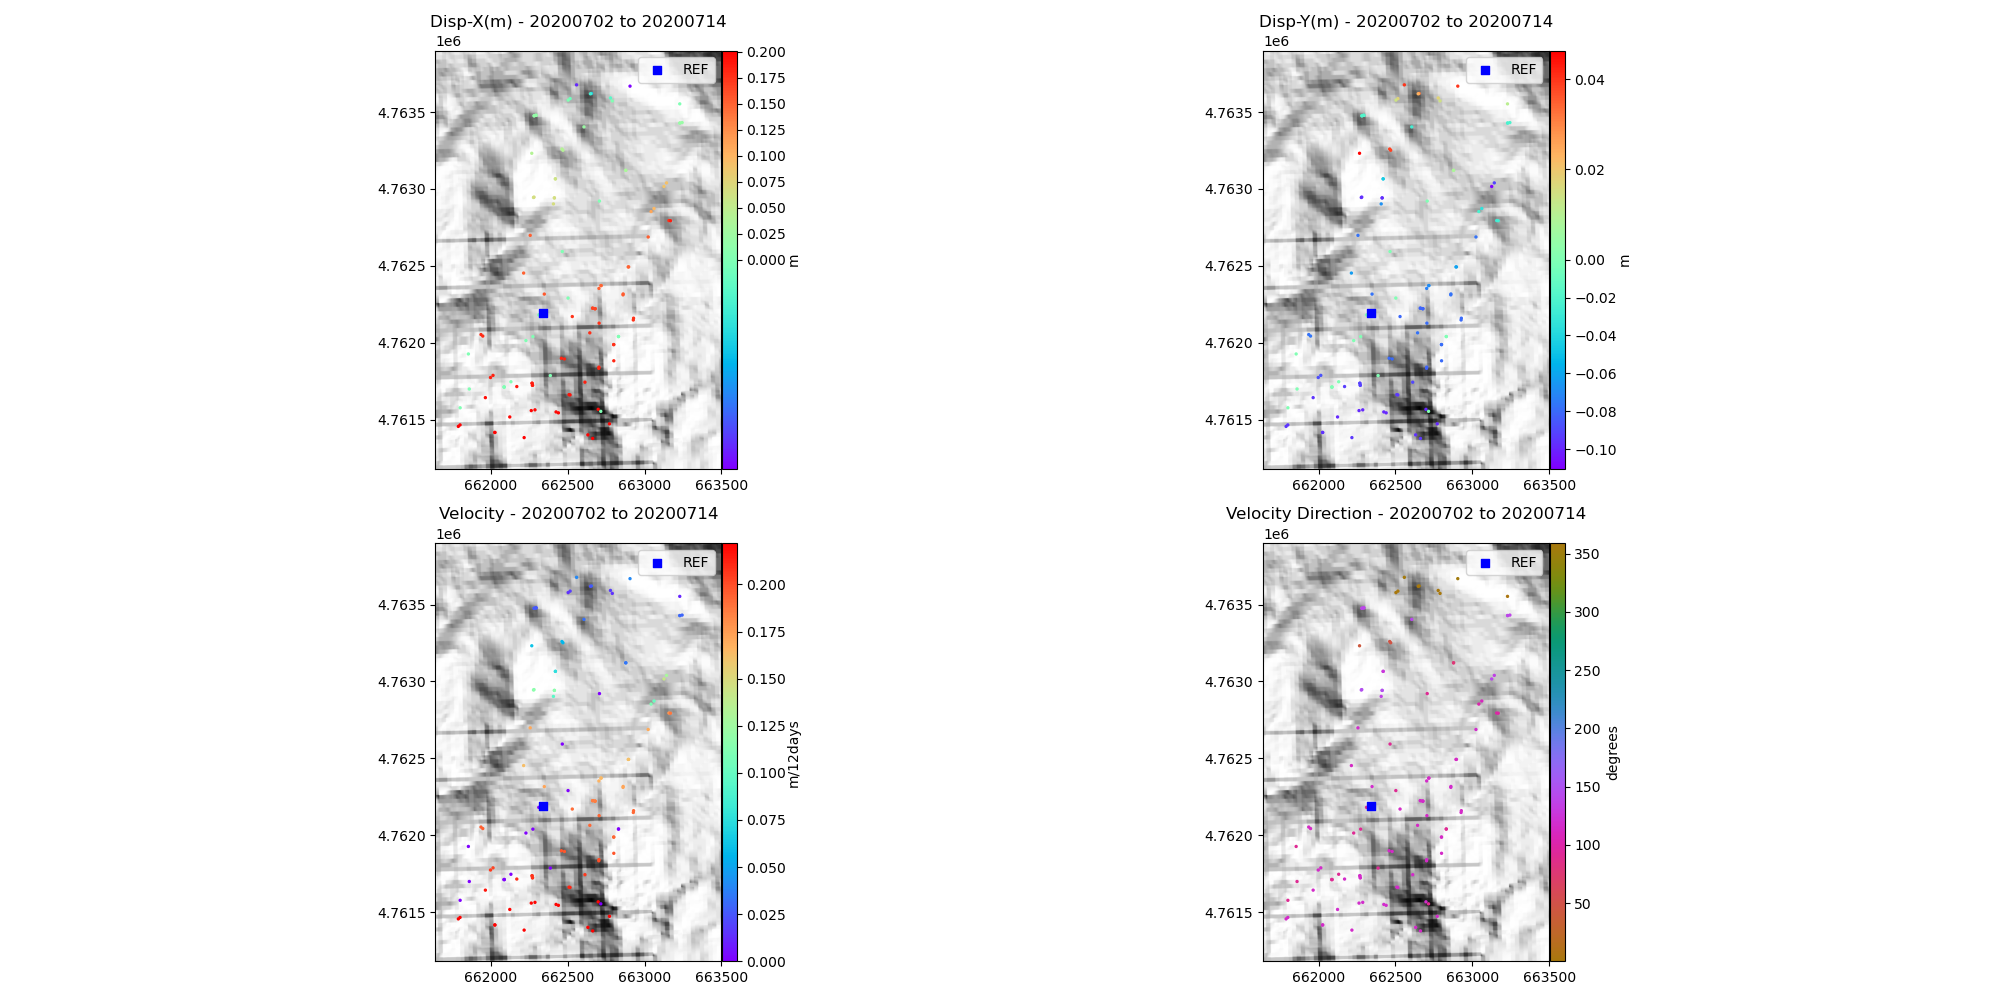 Disp-X(m) - 20200702 to 20200714
1e6
REF
4.7635
4.7630
4.7625
4.7620
4.7615
662000 662500 663000 663500
0.200
0.175
0.150
0.125
0.100
0.075
0.050
0.025
0.000
m
Disp-Y(m) - 20200702 to 20200714
1e6
REF
4.7635
4.7630
4.7625
4.7620
4.7615
662000 662500 663000 663500
0.04
0.02
0.00
−0.02
−0.04
−0.06
−0.08
−0.10
m
Velocity - 20200702 to 20200714
1e6
REF
4.7635
4.7630
4.7625
4.7620
4.7615
662000 662500 663000 663500
0.200
0.175
0.150
0.125
0.100
0.075
0.050
0.025
0.000
m/12days
Velocity Direction - 20200702 to 20200714
1e6
REF
4.7635
4.7630
4.7625
4.7620
4.7615
662000 662500 663000 663500
350
300
250
200
150
100
50
degrees